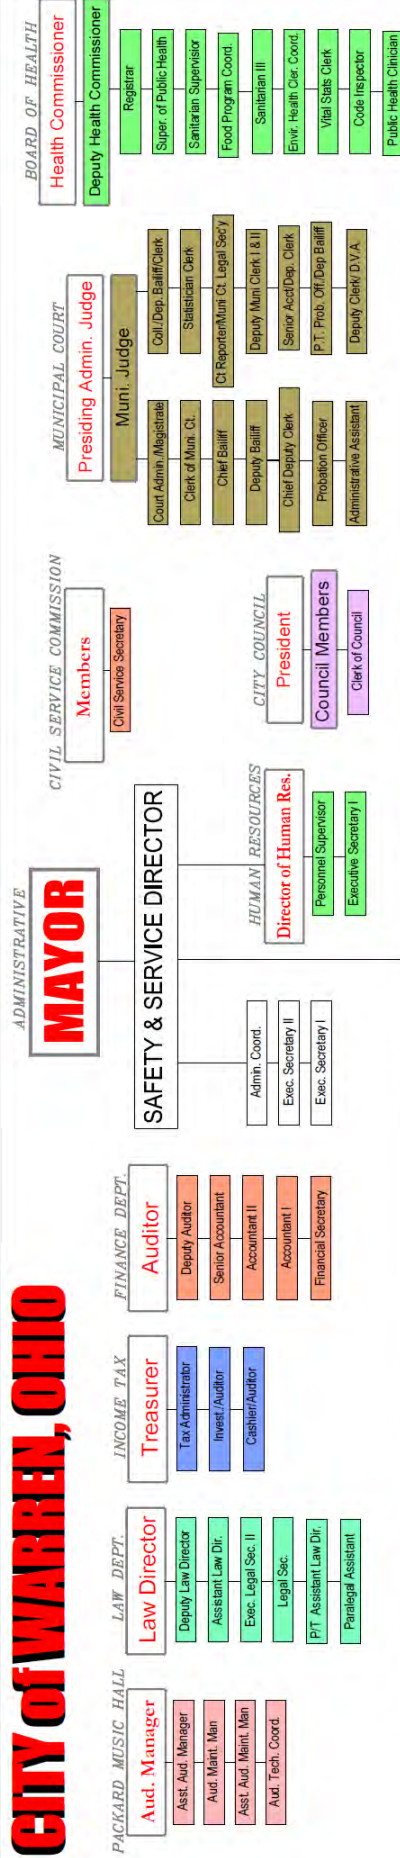 CITY of WARREN, OHIO
PACKARD MUSIC HALL
Aud. Manager
Asst. Aud. Manager
Aud. Maint. Man
Asst. Aud. Maint. Man
Aud. Tech. Coord.
LAW DEPT.
Law Director
Deputy Law Director
Assistant Law Dir.
Exec. Legal Sec. II
Legal Sec.
P/T Assistant Law Dir.
Paralegal Assistant
INCOME TAX
Treasurer
Tax Administrator
Invest./Auditor
Cashier/Auditor
FINANCE DEPT.
Auditor
Deputy Auditor
Senior Accountant
Accountant II
Accountant I
Financial Secretary
ADMINISTRATIVE
MAYOR
SAFETY & SERVICE DIRECTOR
Admin. Coord.
Exec. Secretary II
Exec. Secretary I
HUMAN RESOURCES
Director of Human Res.
Personnel Supervisor
Executive Secretary I
CIVIL SERVICE COMMISSION
Members
Civil Service Secretary
CITY COUNCIL
President
Council Members
Clerk of Council
MUNICIPAL COURT
Presiding Admin. Judge
Muni. Judge
Court Admin./Magistrate
Clerk of Muni. Ct.
Chief Bailiff
Deputy Bailiff
Chief Deputy Clerk
Probation Officer
Administrative Assistant
Coll./Dep. Bailiff/Clerk
Statistician Clerk
Ct Reporter/Muni Ct. Legal Sec'y
Deputy Muni Clerk I & II
Senior Acct/Dep. Clerk
P.T. Prob. Off./Dep Bailiff
Deputy Clerk/ D.V.A.
BOARD OF HEALTH
Health Commissioner
Deputy Health Commissioner
Registrar
Super. of Public Health
Sanitarian Supervisior
Food Program Coord.
Sanitarian III
Envir. Health Cler. Coord.
Vital Stats Clerk
Code Inspector
Public Health Clinician